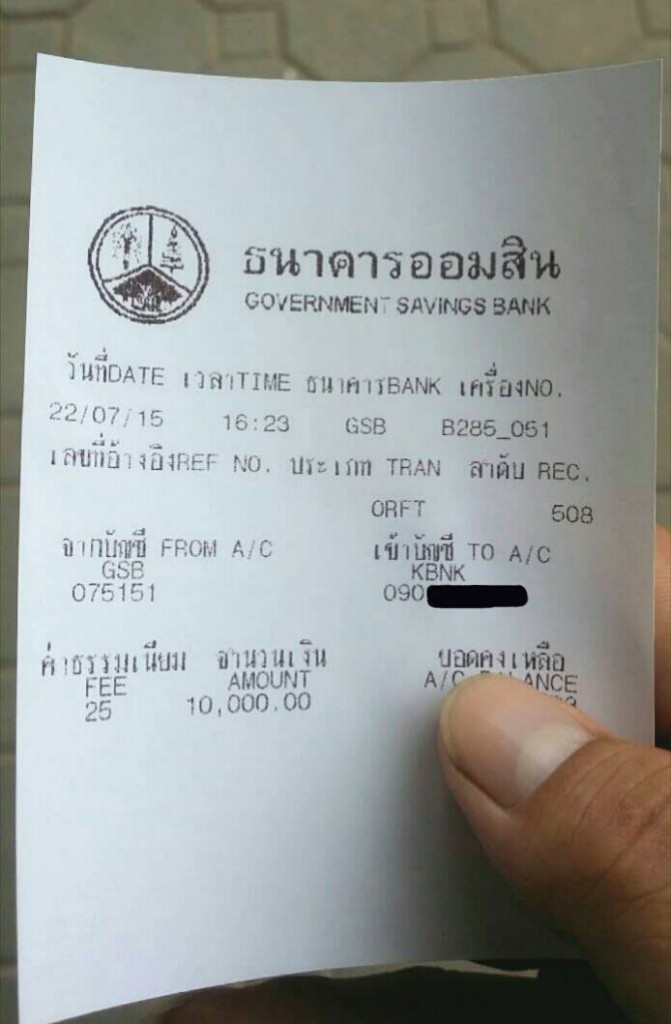 ธนาคารออมสิน
GOVERNMENT SAVINGS BANK
วันที่DATE เวลาTIME ธนาคารBANK เครื่องNO.
22/07/15 16:23 GSB B285_051
เลขที่อ้างอิงREF NO. ประเภท TRAN ลำดับ REC.
ORFT 508
จากบัญชี FROM A/C เข้าบัญชี TO A/C
GSB KBNK
075151 090
ค่าธรรมเนียม จำนวนเงิน ยอดคงเหลือ
FEE AMOUNT A/C BALANCE
25 10,000.00